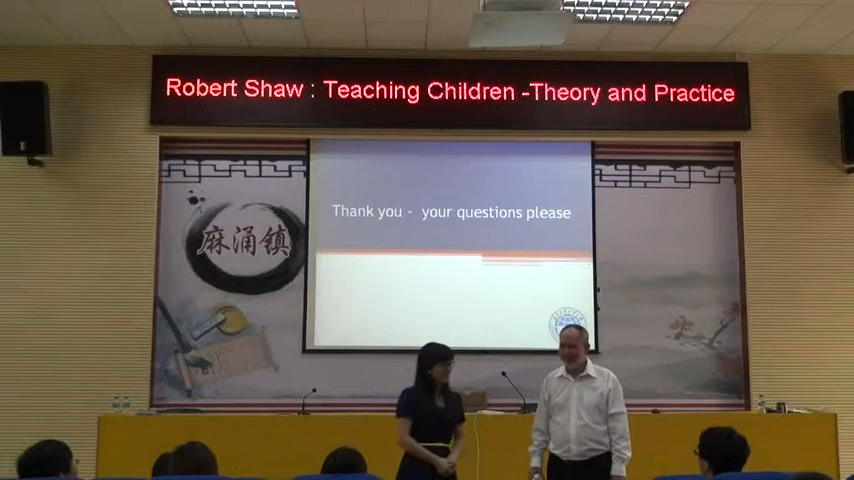 Robert Shaw : Teaching Children -Theory and Practice
Thank you - your questions please
麻涌镇